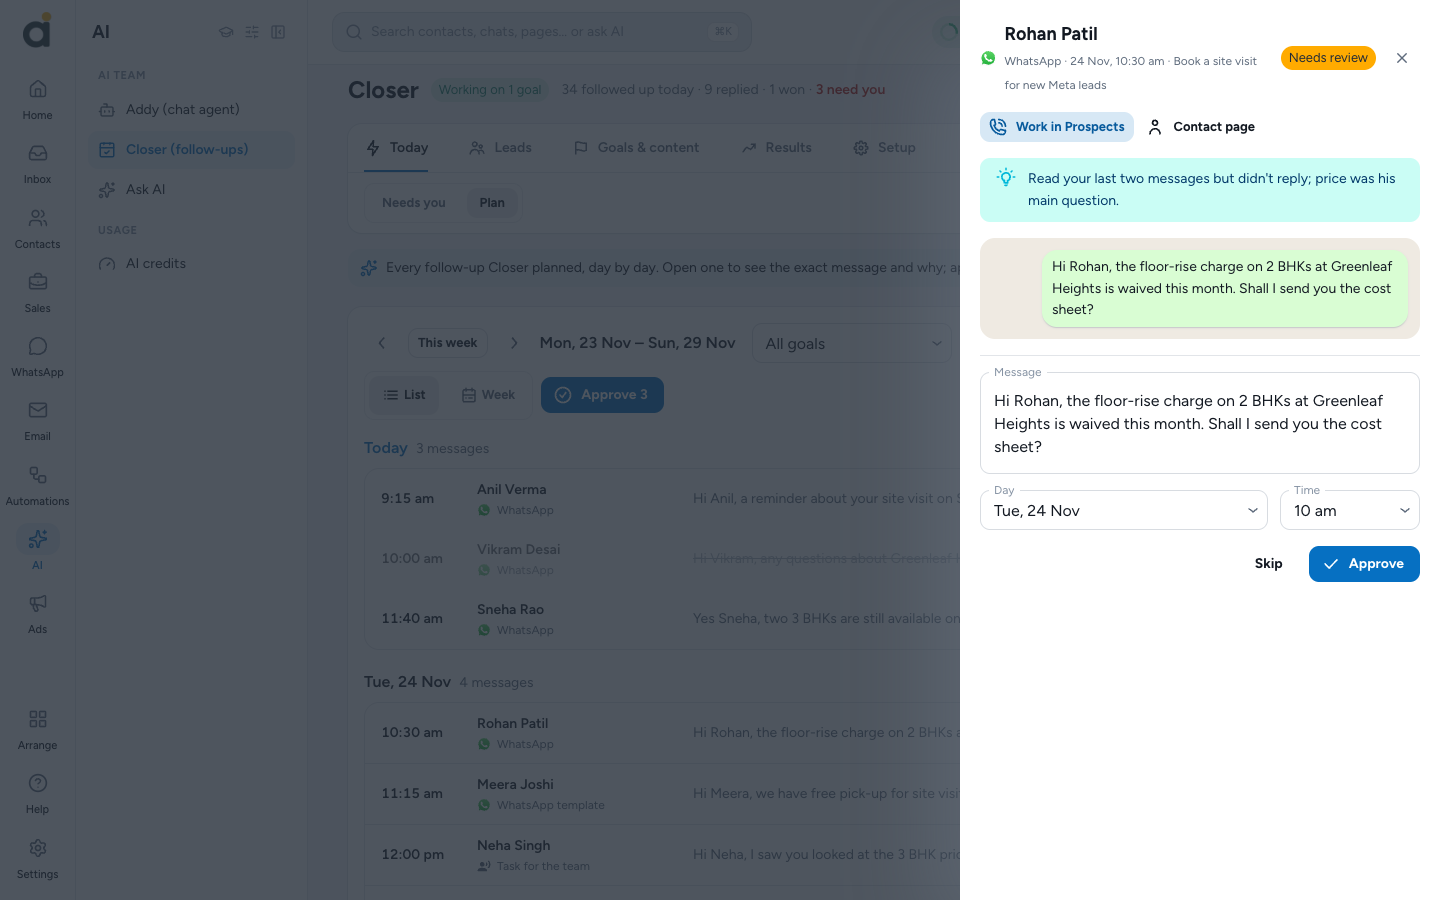 AI
Search contacts, chats, pages... or ask AI
⌘K
Home
Inbox
Contacts
Sales
WhatsApp
Email
Automations
AI
Ads
Arrange
Help
Settings
AI TEAM
Addy (chat agent)
Closer (follow-ups)
Ask AI
USAGE
AI credits
Closer
Working on 1 goal
34 followed up today · 9 replied · 1 won · 3 need you
Today
Leads
Goals & content
Results
Setup
Needs you
Plan
Every follow-up Closer planned, day by day. Open one to see the exact message and why;
This week
Mon, 23 Nov – Sun, 29 Nov
All goals
List
Week
Approve 3
Today 3 messages
9:15 am
Anil Verma
WhatsApp
Hi Anil, a reminder about your site visit on
10:00 am
Vikram Desai
WhatsApp
Hi Vikram, any questions about Greenleaf
11:40 am
Sneha Rao
WhatsApp
Yes Sneha, two 3 BHKs are still available on
Tue, 24 Nov 4 messages
10:30 am
Rohan Patil
WhatsApp
Hi Rohan, the floor-rise charge on 2 BHKs
11:15 am
Meera Joshi
WhatsApp template
Hi Meera, we have free pick-up for site
12:00 pm
Neha Singh
Task for the team
Hi Neha, I saw you looked at the 3 BHK
Rohan Patil
WhatsApp · 24 Nov, 10:30 am · Book a site visit
for new Meta leads
Needs review
Work in Prospects
Contact page
Read your last two messages but didn't reply; price was his
main question.
Hi Rohan, the floor-rise charge on 2 BHKs at Greenleaf
Heights is waived this month. Shall I send you the cost
sheet?
Message
Hi Rohan, the floor-rise charge on 2 BHKs at Greenleaf
Heights is waived this month. Shall I send you the cost
sheet?
Day
Tue, 24 Nov
Time
10 am
Skip
Approve